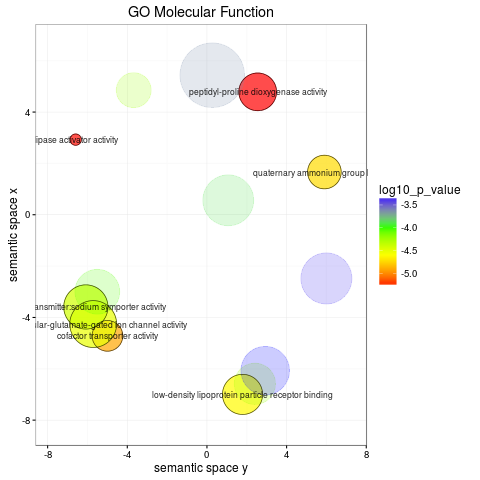 GO Molecular Function
peptidyl-proline dioxygenase activity
lipase activator activity
quaternary ammonium group
ansmitter:sodium symporter activity
lar-glutamate-gated ion channel activity
cofactor transporter activity
low-density lipoprotein particle receptor binding
4
0
-4
-8
semantic space x
-8
-4
0
4
8
semantic space y
log10_p_value
-3.5
-4.0
-4.5
-5.0